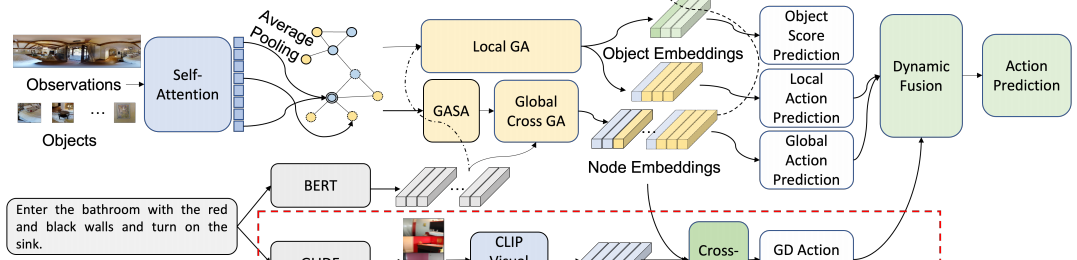 Average
Pooling
Observations
Objects
Self-
Attention
Local GA
GASA
Global
Cross GA
Object Embeddings
Node Embeddings
Object
Score
Prediction
Local
Action
Prediction
Global
Action
Prediction
Dynamic
Fusion
Action
Prediction
BERT
Enter the bathroom with the red
and black walls and turn on the
sink.
CLIP
Visual
Cross-
GD Action